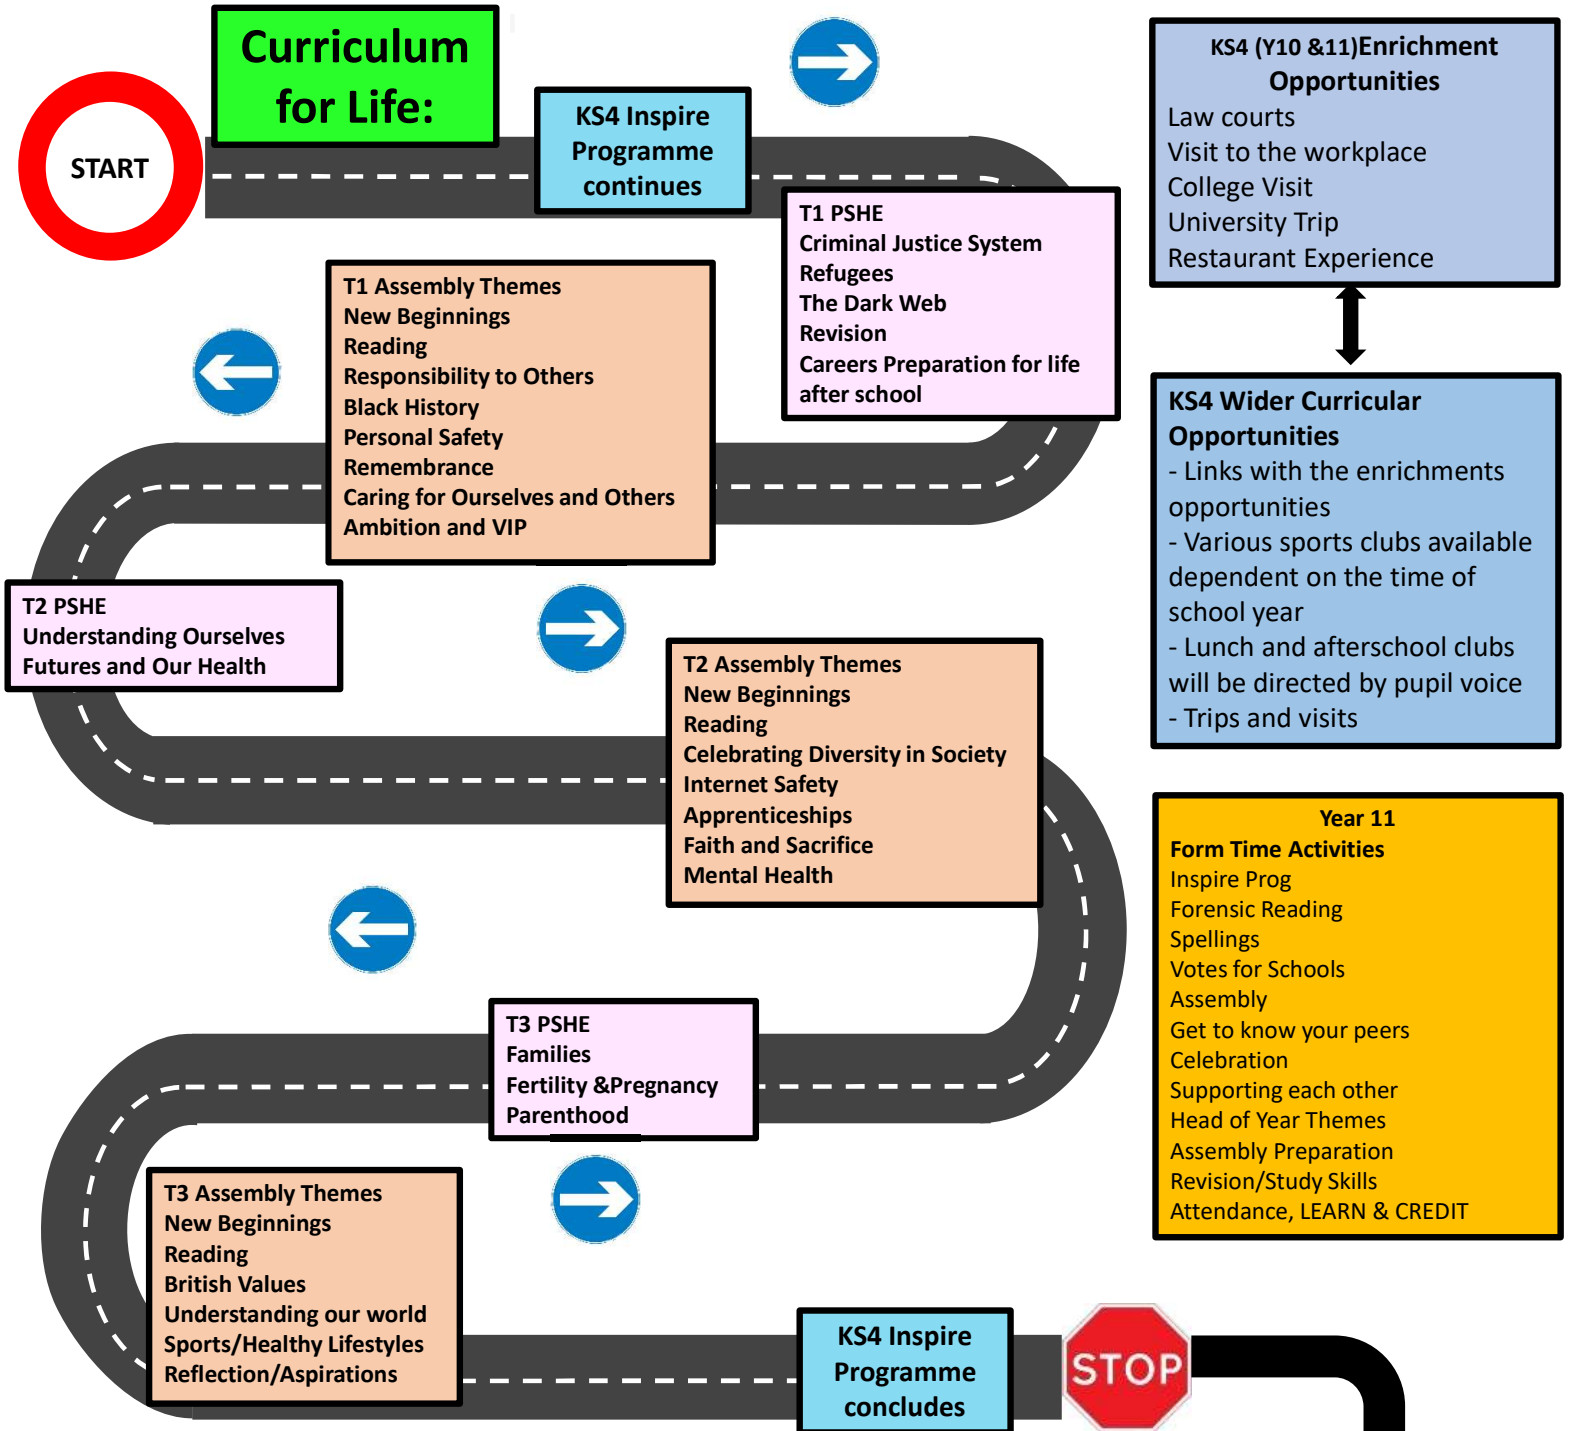 Curriculum
for Life:
START
KS4 Inspire
Programme
continues
T1 PSHE
Criminal Justice System
Refugees
The Dark Web
Revision
Careers Preparation for life
after school
T1 Assembly Themes
New Beginnings
Reading
Responsibility to Others
Black History
Personal Safety
Remembrance
Caring for Ourselves and Others
Ambition and VIP
T2 PSHE
Understanding Ourselves
Futures and Our Health
T2 Assembly Themes
New Beginnings
Reading
Celebrating Diversity in Society
Internet Safety
Apprenticeships
Faith and Sacrifice
Mental Health
T3 PSHE
Families
Fertility &Pregnancy
Parenthood
T3 Assembly Themes
New Beginnings
Reading
British Values
Understanding our world
Sports/Healthy Lifestyles
Reflection/Aspirations
KS4 Inspire
Programme
concludes
STOP
KS4 (Y10 &11)Enrichment
Opportunities
Law courts
Visit to the workplace
College Visit
University Trip
Restaurant Experience
KS4 Wider Curricular
Opportunities
- Links with the enrichments
opportunities
- Various sports clubs available
dependent on the time of
school year
- Lunch and afterschool clubs
will be directed by pupil voice
- Trips and visits
Year 11
Form Time Activities
Inspire Prog
Forensic Reading
Spellings
Votes for Schools
Assembly
Get to know your peers
Celebration
Supporting each other
Head of Year Themes
Assembly Preparation
Revision/Study Skills
Attendance, LEARN & CREDIT